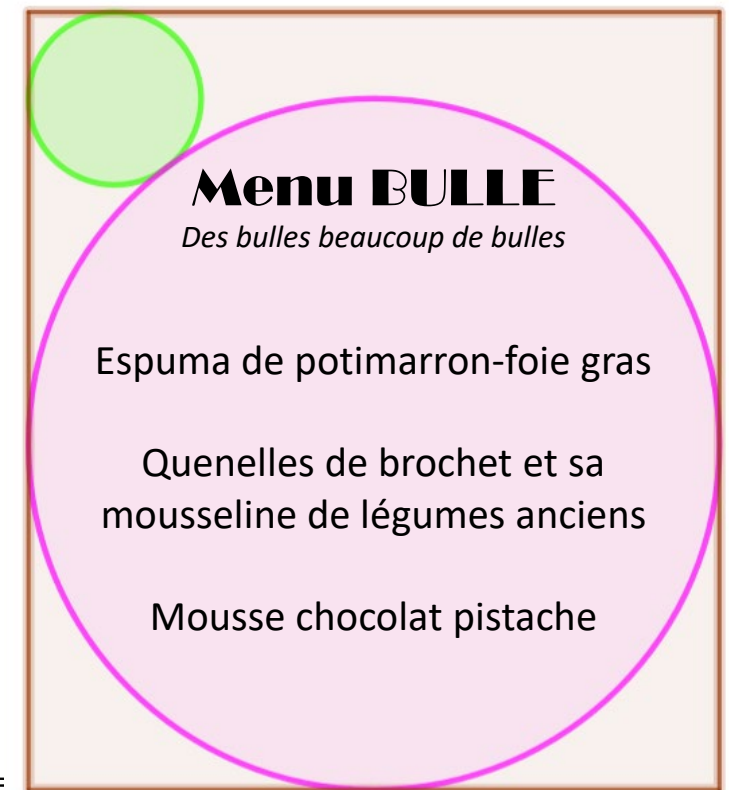 Menu BULLE
Des bulles beaucoup de bulles
Espuma de potimarron-foie gras
Quenelles de brochet et sa
mousseline de légumes anciens
Mousse chocolat pistache